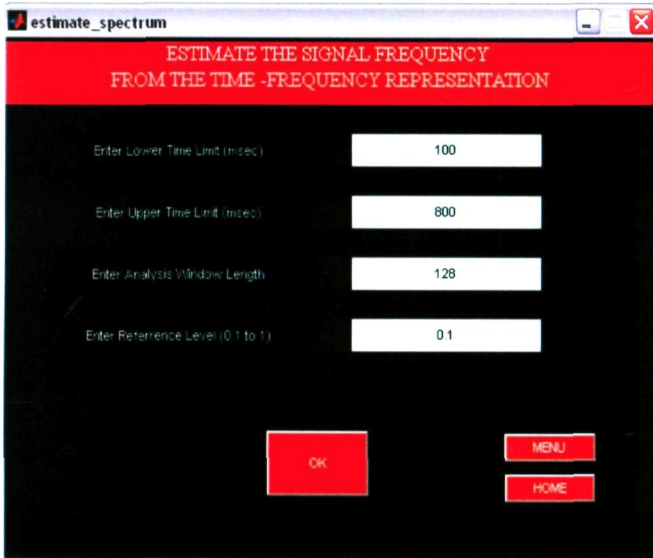 estimate_spectrum
ESTIMATE THE SIGNAL FREQUENCY
FROM THE TIME -FREQUENCY REPRESENTATION
Enter Lower Time Limit (msec) 100
Enter Upper Time Limit (msec) 800
Enter Analysis Window Length 128
Enter Referrence Level (0.1 to 1) 0.1
OK
MENU
HOME